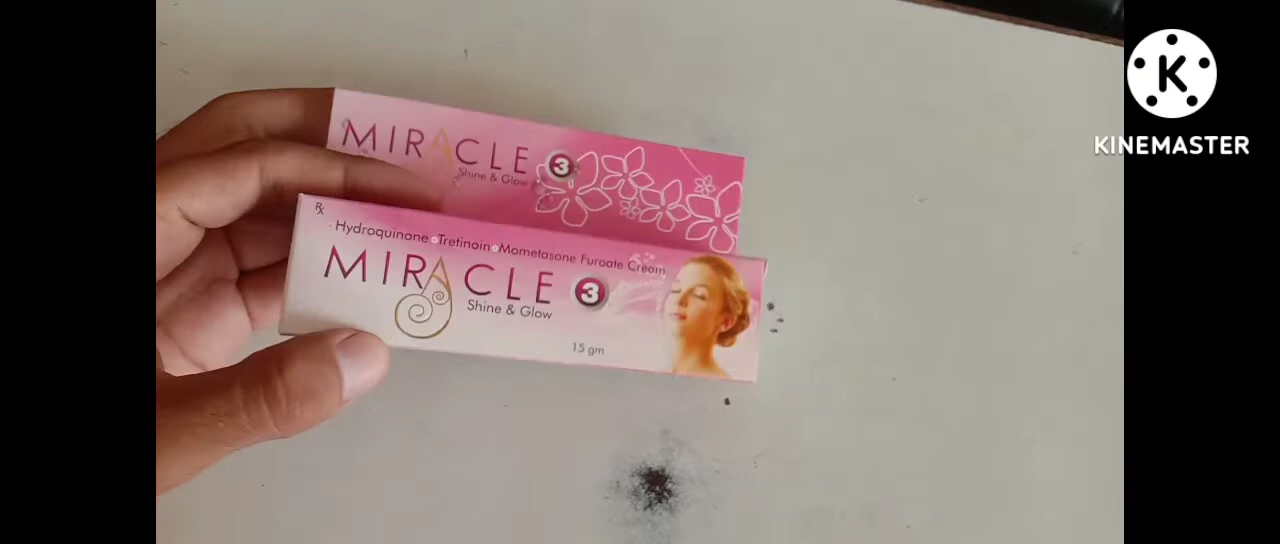 MIRACLE 3
Shine & Glow
Rx
Hydroquinone Tretinoin Mometasone Furoate Cream
MIRACLE 3
Shine & Glow
15 gm
K
KINEMASTER